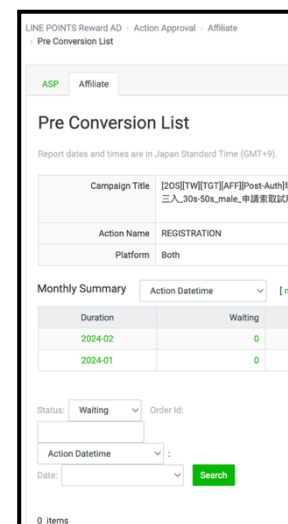 LINE POINTS Reward AD › Action Approval › Affiliate
› Pre Conversion List
ASP Affiliate
Pre Conversion List
Report dates and times are in Japan Standard Time (GMT+9).
Campaign Title [2OS][TW][TGT][AFF][Post-Auth]
三入_30s-50s_male_申請索取試
Action Name REGISTRATION
Platform Both
Monthly Summary Action Datetime [
Duration Waiting
2024-02 0
2024-01 0
Status: Waiting Order Id:
Action Datetime :
Date: Search
0 items